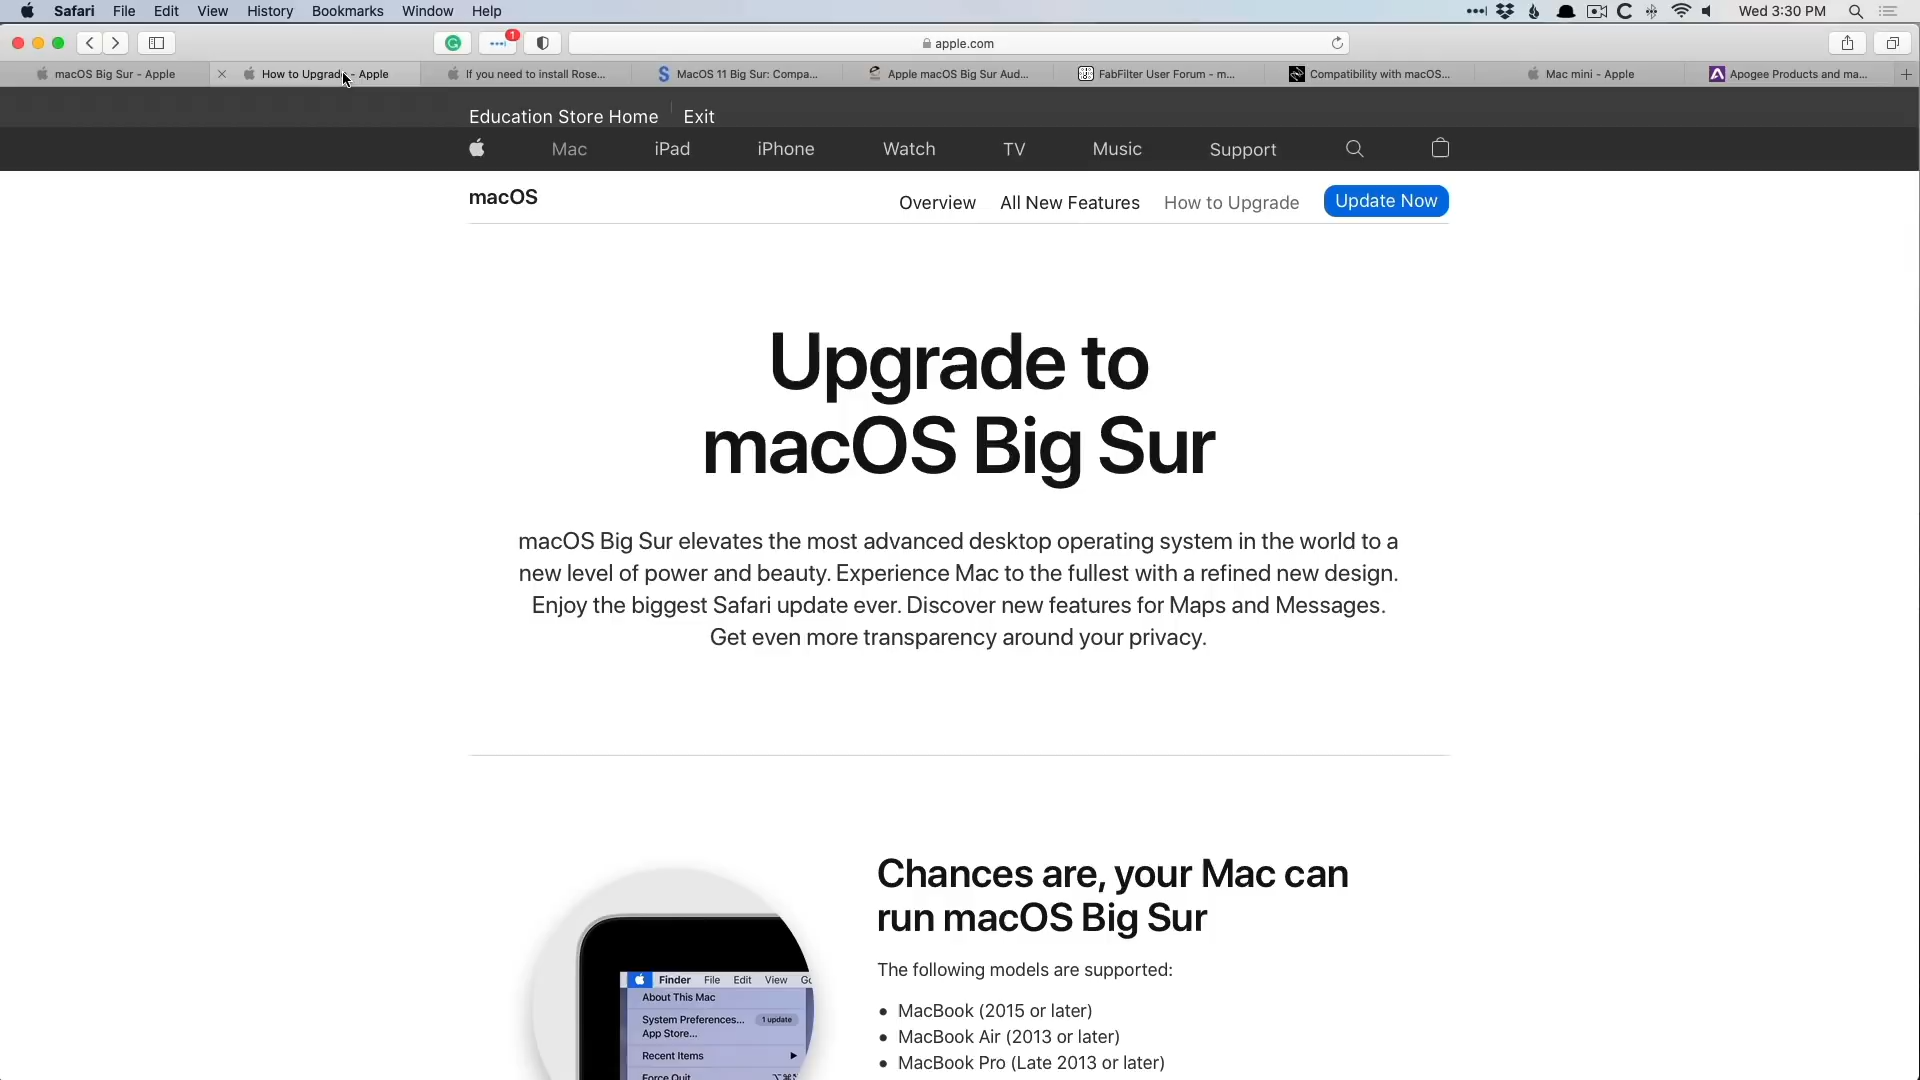 Safari File Edit View History Bookmarks Window Help Wed 3:30 PM
1 apple.com
macOS Big Sur - Apple How to Upgrade - Apple If you need to install Rose... MacOS 11 Big Sur: Compa... Apple macOS Big Sur Aud... FabFilter User Forum - m... Compatibility with macOS... Mac mini - Apple Apogee Products and ma...
Education Store Home Exit
Mac iPad iPhone Watch TV Music Support
macOS
Overview All New Features How to Upgrade Update Now
Upgrade to
macOS Big Sur
macOS Big Sur elevates the most advanced desktop operating system in the world to a
new level of power and beauty. Experience Mac to the fullest with a refined new design.
Enjoy the biggest Safari update ever. Discover new features for Maps and Messages.
Get even more transparency around your privacy.
Chances are, your Mac can
run macOS Big Sur
The following models are supported:
• MacBook (2015 or later)
• MacBook Air (2013 or later)
• MacBook Pro (Late 2013 or later)
Finder File Edit View
About This Mac
System Preferences... 1 update
App Store...
Recent Items
Force Quit